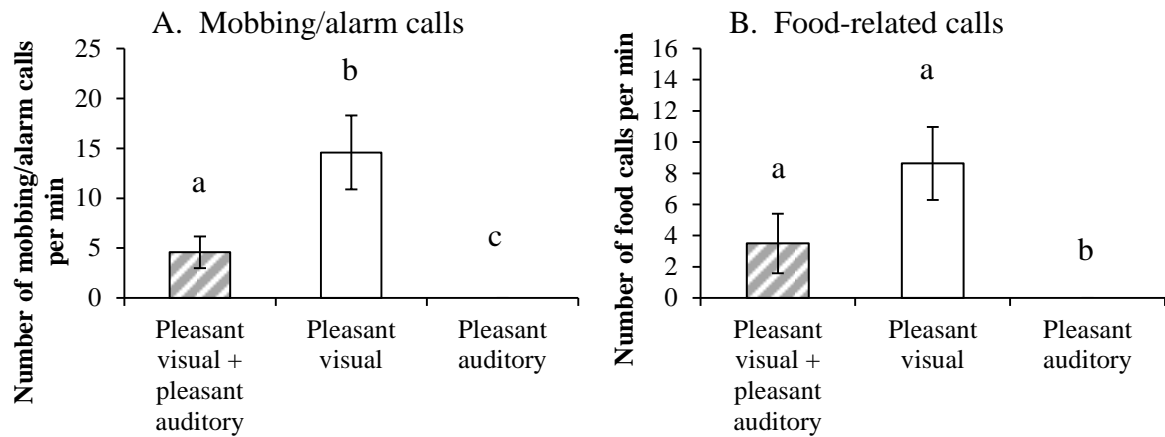 A. Mobbing/alarm calls
Number of mobbing/alarm calls
per min
25
20
15
10
5
0
a
b
c
Pleasant
visual +
pleasant
auditory
Pleasant
visual
Pleasant
auditory
B. Food-related calls
Number of food calls per min
16
14
12
10
8
6
4
2
0
a
a
b
Pleasant
visual +
pleasant
auditory
Pleasant
visual
Pleasant
auditory